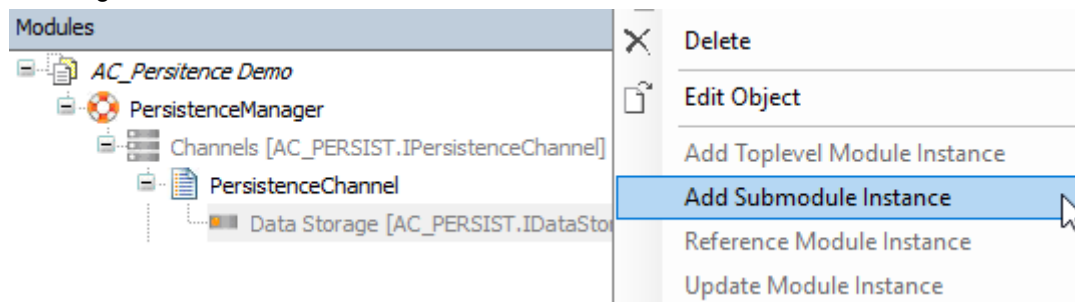 Modules
AC_Persitence Demo
PersistenceManager
Channels [AC_PERSIST.IPersistenceChannel]
PersistenceChannel
Data Storage [AC_PERSIST.IDataStor
Delete
Edit Object
Add Toplevel Module Instance
Add Submodule Instance
Reference Module Instance
Update Module Instance